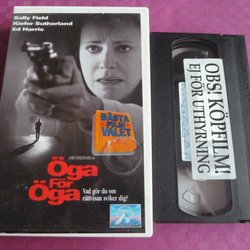 Sally Field
Kiefer Sutherland
Ed Harris
BÄSTA
FILM
VALET
Öga
För
Öga
Vad gör du om
rättvisan sviker dig?
OBS! KÖPFILM!
EJ FÖR UTHYRNING